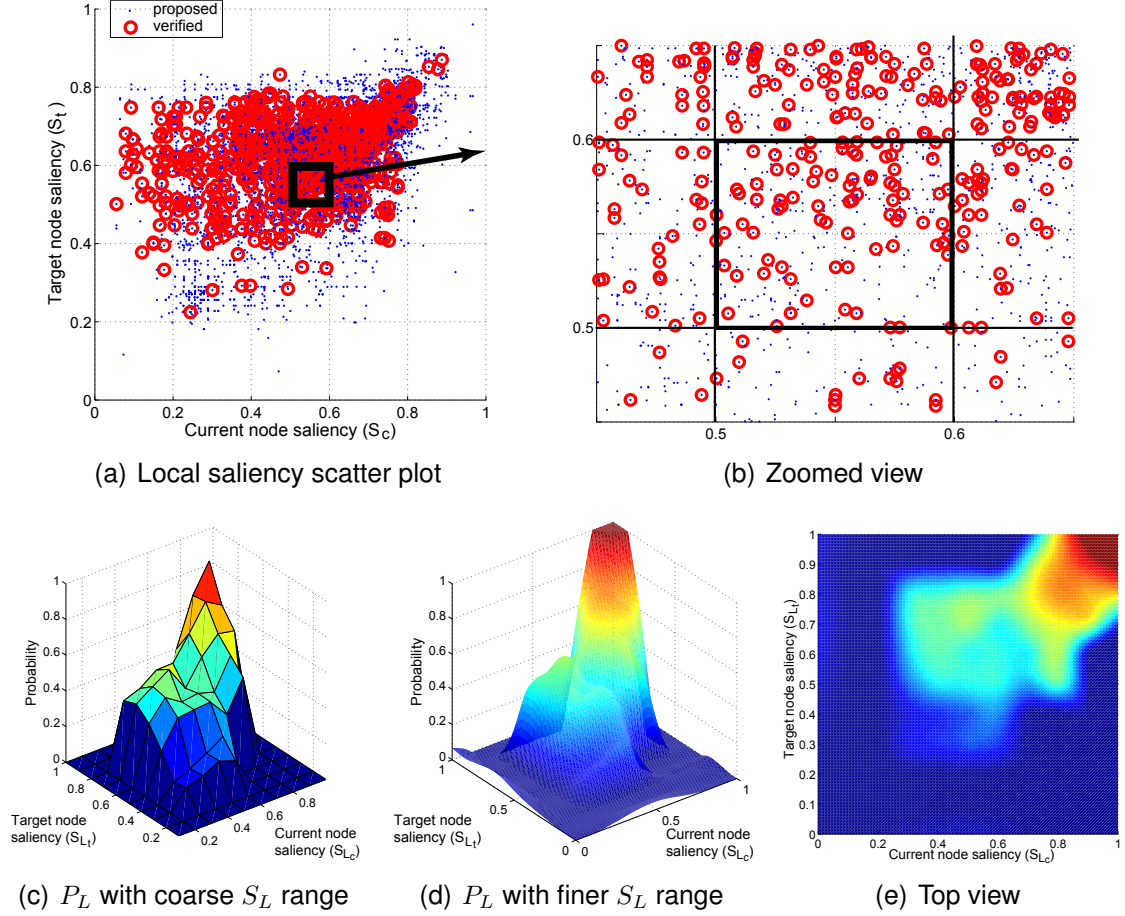 proposed
verified
Target node saliency (S_t)
1
0.8
0.6
0.4
0.2
0
0 0.2 0.4 0.6 0.8 1
Current node saliency (S_c)
(a) Local saliency scatter plot
0.6
0.5
0.5 0.6
(b) Zoomed view
Probability
1
0.8
0.6
0.4
0.2
0
1
0.8
0.6
0.4
0.2
Target node
saliency (S_Lt)
0.2
0.4
0.6
0.8
Current node
saliency (S_Lc)
(c) P_L with coarse S_L range
Probability
1
0.8
0.6
0.4
0.2
0
1
0.5
0
Target node
saliency (S_Lt)
0
0.5
1
Current node
saliency (S_Lc)
(d) P_L with finer S_L range
Target node saliency (S_Lt)
1
0.9
0.8
0.7
0.6
0.5
0.4
0.3
0.2
0.1
0
0 0.2 0.4 0.6 0.8 1
Current node saliency (S_Lc)
(e) Top view